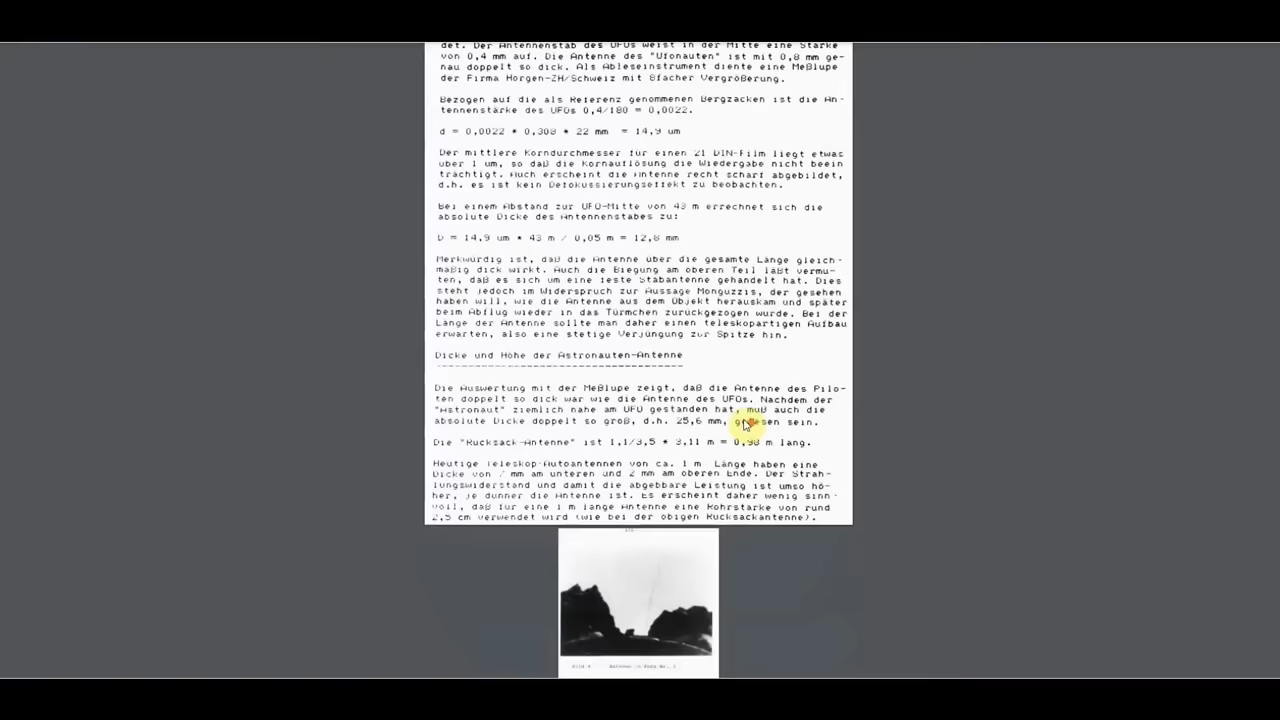 det. Der Antennenstab des UFOs weist in der Mitte eine Stärke
von 0,4 mm auf. Die Antenne des "Ufonauten" ist mit 0,8 mm ge-
nau doppelt so dick. Als Ableseinstrument diente eine Meßlupe
der Firma Horgen-ZH/Schweiz mit 8facher Vergrößerung.
Bezogen auf die als Referenz genommenen Bergzacken ist die An-
tennenstärke des UFOs 0,4/180 = 0,0022.
d = 0,0022 * 0,308 * 22 mm = 14,9 um
Der mittlere Korndurchmesser für einen 21 DIN-Film liegt etwas
über 1 um, so daß die Kornauflösung die Wiedergabe nicht beein
trächtigt. Auch erscheint die Antenne recht scharf abgebildet,
d.h. es ist kein Defokussierungseffekt zu beobachten.
Bei einem Abstand zur UFO-Mitte von 43 m errechnet sich die
absolute Dicke des Antennenstabes zu:
D = 14,9 um * 43 m / 0,05 m = 12,8 mm
Merkwürdig ist, daß die Antenne über die gesamte Länge gleich-
mäßig dick wirkt. Auch die Biegung am oberen Teil läßt vermu-
ten, daß es sich um eine feste Stabantenne gehandelt hat. Dies
steht jedoch im Widerspruch zur Aussage Monguzzis, der gesehen
haben will, wie die Antenne aus dem Objekt herauskam und später
beim Abflug wieder in das Türmchen zurückgezogen wurde. Bei der
Länge der Antenne sollte man daher einen teleskopartigen Aufbau
erwarten, also eine stetige Verjüngung zur Spitze hin.
Dicke und Höhe der Astronauten-Antenne
Die Auswertung mit der Meßlupe zeigt, daß die Antenne des Pilo-
ten doppelt so dick war wie die Antenne des UFOs. Nachdem der
"Astronaut" ziemlich nahe am UFO gestanden hat, muß auch die
absolute Dicke doppelt so groß, d.h. 25,6 mm, gewesen sein.
Die "Rucksack-Antenne" ist 1,1/3,5 * 3,11 m = 0,98 m lang.
Heutige Teleskop-Autoantennen von ca. 1 m Länge haben eine
Dicke von 7 mm am unteren und 2 mm am oberen Ende. Der Strah-
lungswiderstand und damit die abgebbare Leistung ist umso hö-
her, je dünner die Antenne ist. Es erscheint daher wenig sinn-
voll, daß für eine 1 m lange Antenne eine Rohrstärke von rund
2,5 cm verwendet wird (wie bei der obigen Rucksackantenne).
Bild 4 Antennen in Foto Nr.